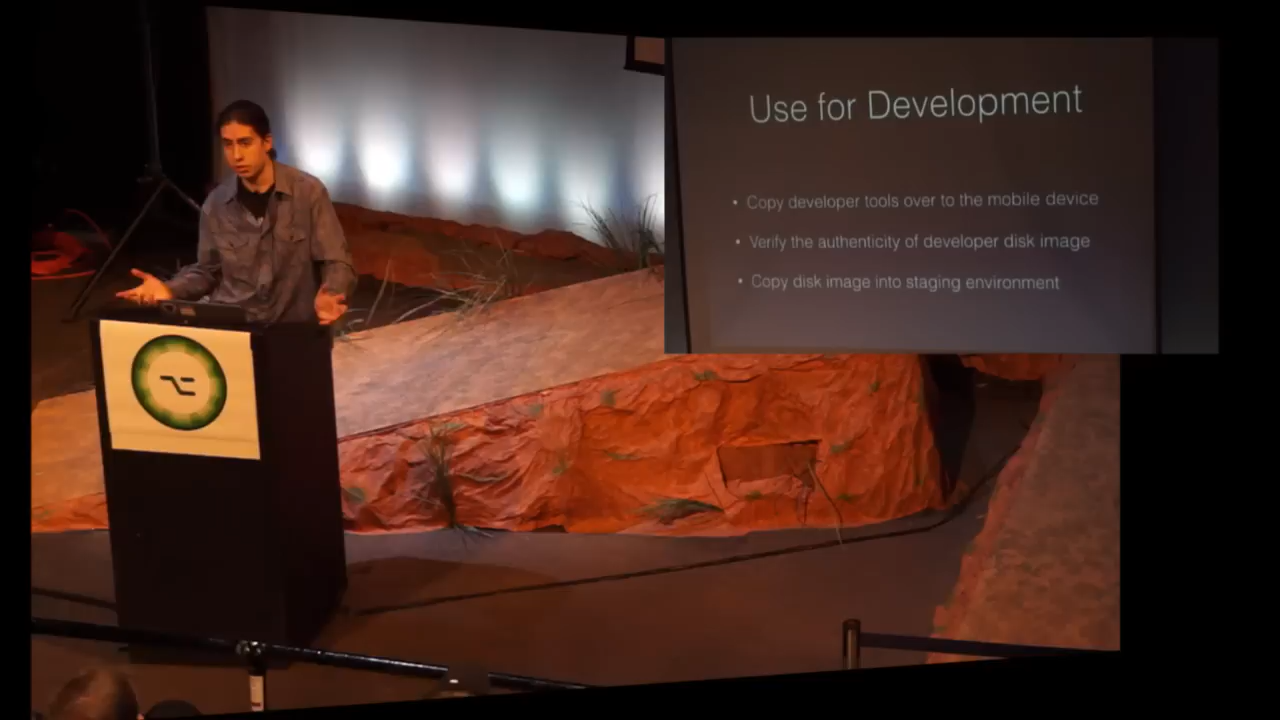 Use for Development
• Copy developer tools over to the mobile device
• Verify the authenticity of developer disk image
• Copy disk image into staging environment